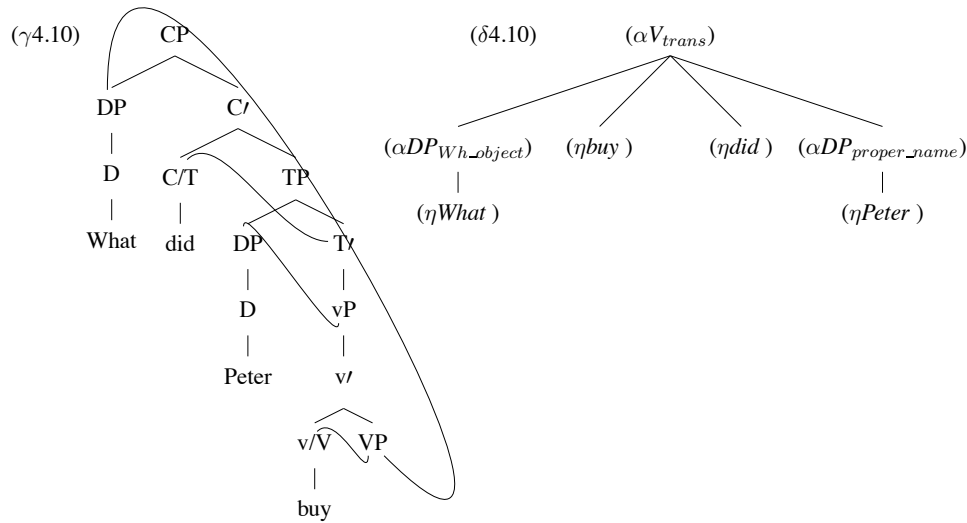 (γ4.10) CP (δ4.10) (αV_trans)
DP C′ (αDP_Wh_object) (ηbuy ) (ηdid ) (αDP_proper_name)
D C/T TP (ηWhat ) (ηPeter )
What did DP T′
D vP
Peter v′
v/V VP
buy